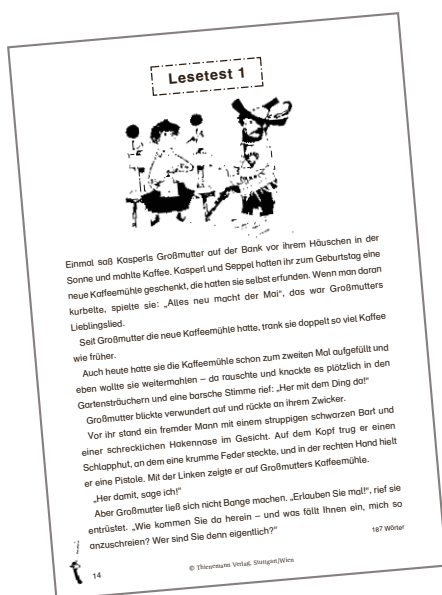 Lesetest 1
Einmal saß Kasperls Großmutter auf der Bank vor ihrem Häuschen in der
Sonne und mahlte Kaffee. Kasperl und Seppel hatten ihr zum Geburtstag eine
neue Kaffeemühle geschenkt, die hatten sie selbst erfunden. Wenn man daran
kurbelte, spielte sie: „Alles neu macht der Mai“, das war Großmutters
Lieblingslied.
Seit Großmutter die neue Kaffeemühle hatte, trank sie doppelt so viel Kaffee
wie früher.
Auch heute hatte sie die Kaffeemühle schon zum zweiten Mal aufgefüllt und
eben wollte sie weitermahlen – da rauschte und knackte es plötzlich in den
Gartensträuchern und eine barsche Stimme rief: „Her mit dem Ding da!“
Großmutter blickte verwundert auf und rückte an ihrem Zwicker.
Vor ihr stand ein fremder Mann mit einem struppigen schwarzen Bart und
einer schrecklichen Hakennase im Gesicht. Auf dem Kopf trug er einen
Schlapphut, an dem eine krumme Feder steckte, und in der rechten Hand hielt
er eine Pistole. Mit der Linken zeigte er auf Großmutters Kaffeemühle.
„Her damit, sage ich!“
Aber Großmutter ließ sich nicht Bange machen. „Erlauben Sie mal!“, rief sie
entrüstet. „Wie kommen Sie da herein – und was fällt Ihnen ein, mich so
anzuschreien? Wer sind Sie denn eigentlich?“
187 Wörter
14
© Thienemann Verlag, Stuttgart/Wien